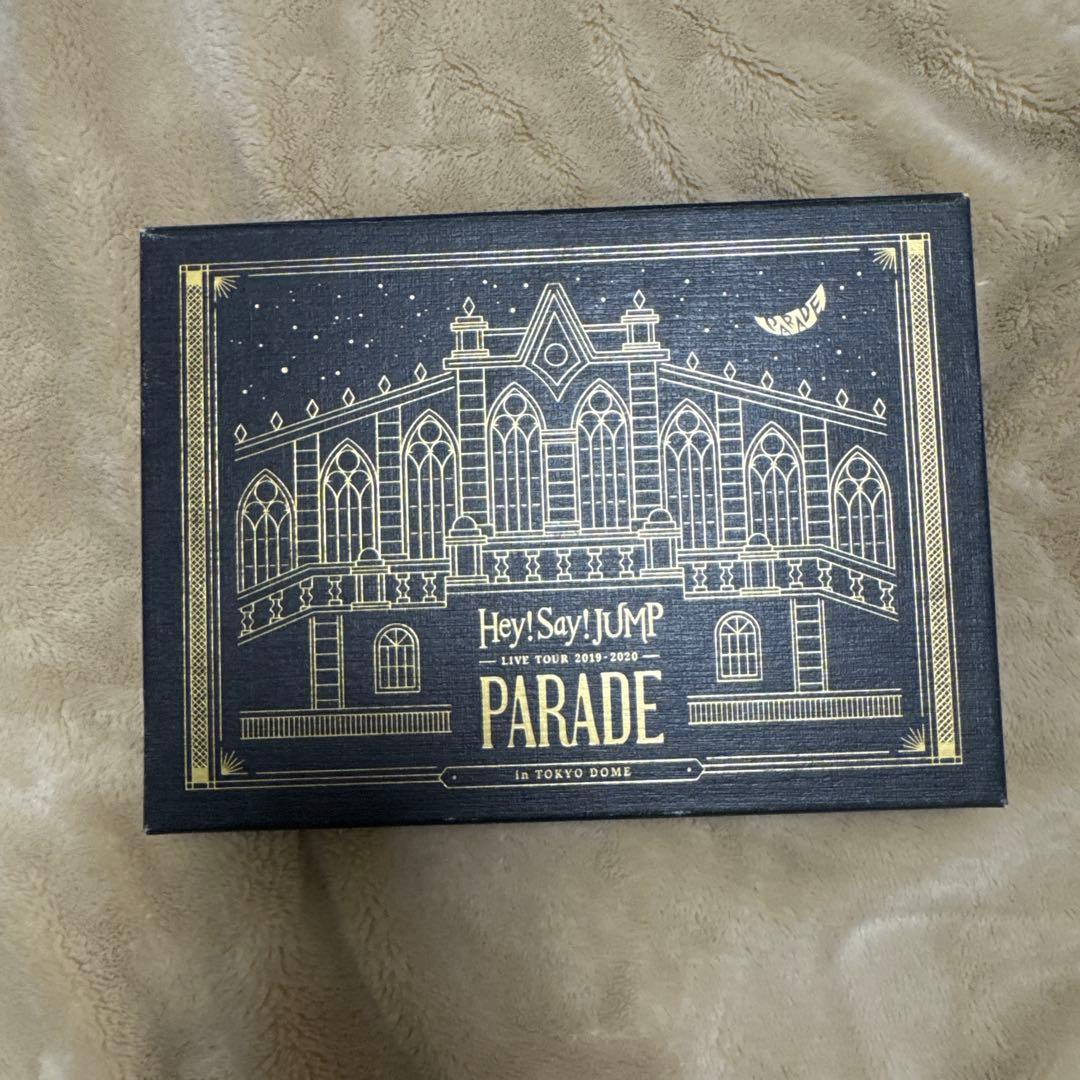 PARADE
Hey! Say! JUMP
LIVE TOUR 2019-2020
PARADE
in TOKYO DOME